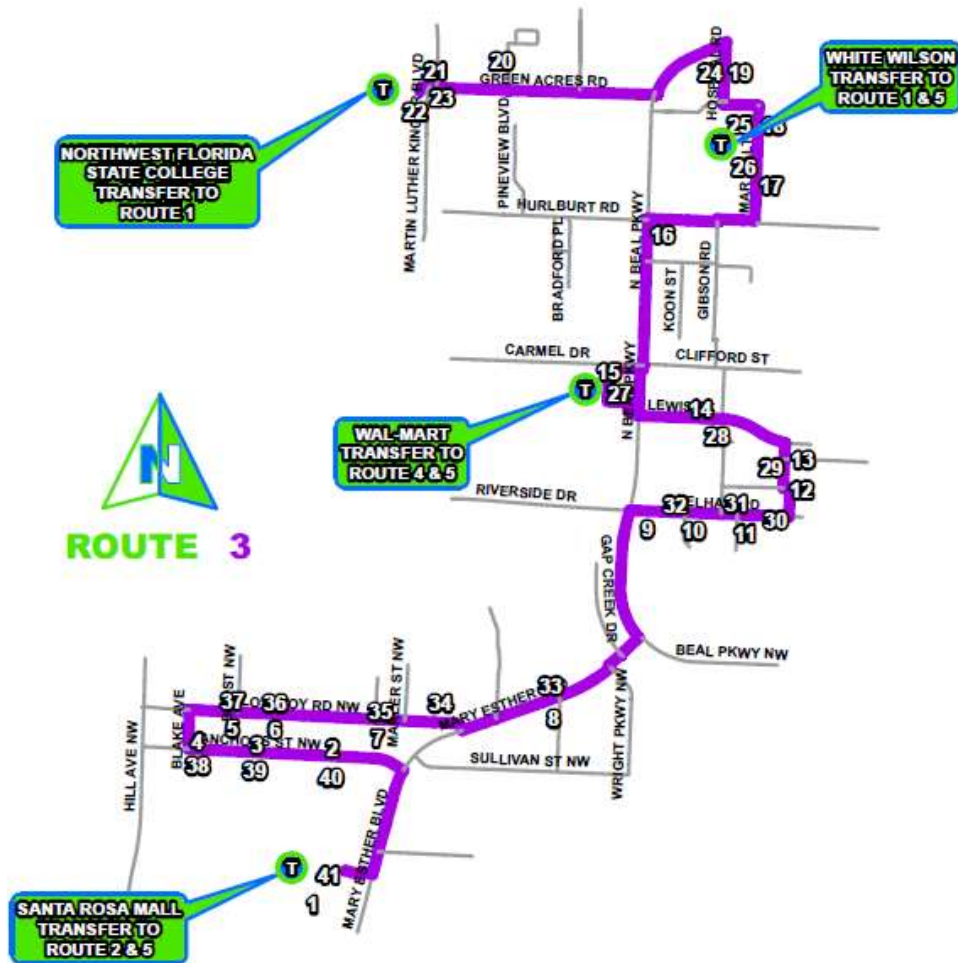 21
20
GREEN ACRES RD
24
19
WHITE WILSON
TRANSFER TO
ROUTE 1 & 5
T
22
23
25
18
T
26
17
NORTHWEST FLORIDA
STATE COLLEGE
TRANSFER TO
ROUTE 1
MARTIN LUTHER KING
BLVD
PINEVIEW BLVD
HURLBURT RD
BRADFORD PL
N BEAL PKWY
16
KOON ST
GIBSON RD
CARMEL DR
CLIFFORD ST
N BEAL PKWY
15
T
27
LEWIS
14
28
WAL-MART
TRANSFER TO
ROUTE 4 & 5
13
29
12
N
ROUTE 3
RIVERSIDE DR
32
31
30
9
10
11
GAP CREEK DR
BEAL PKWY NW
WRIGHT PKWY NW
MARY ESTHER
33
8
34
37
36
35
RD NW
5
6
7
ST NW
ST NW
HILL AVE NW
BLAKE AVE
4
3
2
ST NW
38
39
40
SULLIVAN ST NW
MARY ESTHER BLVD
T
41
1
SANTA ROSA MALL
TRANSFER TO
ROUTE 2 & 5